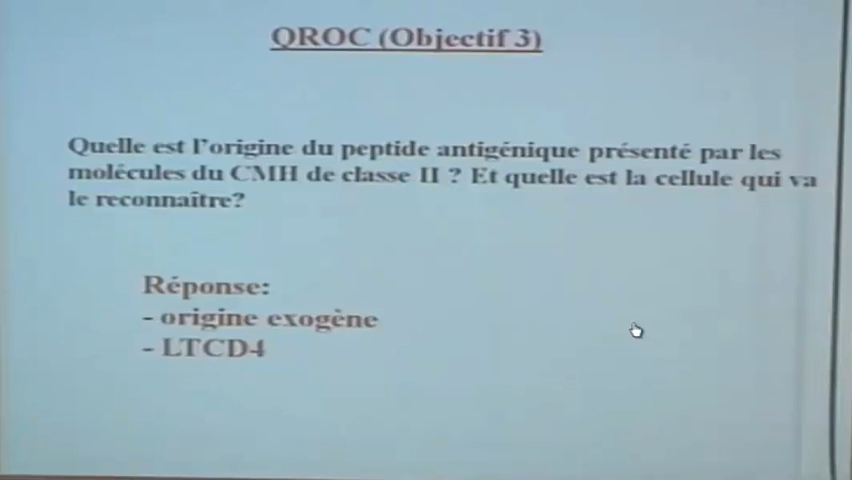 QROC (Objectif 3)
Quelle est l'origine du peptide antigénique présenté par les
molécules du CMH de classe II ? Et quelle est la cellule qui va
le reconnaître?
Réponse:
- origine exogène
- LTCD4